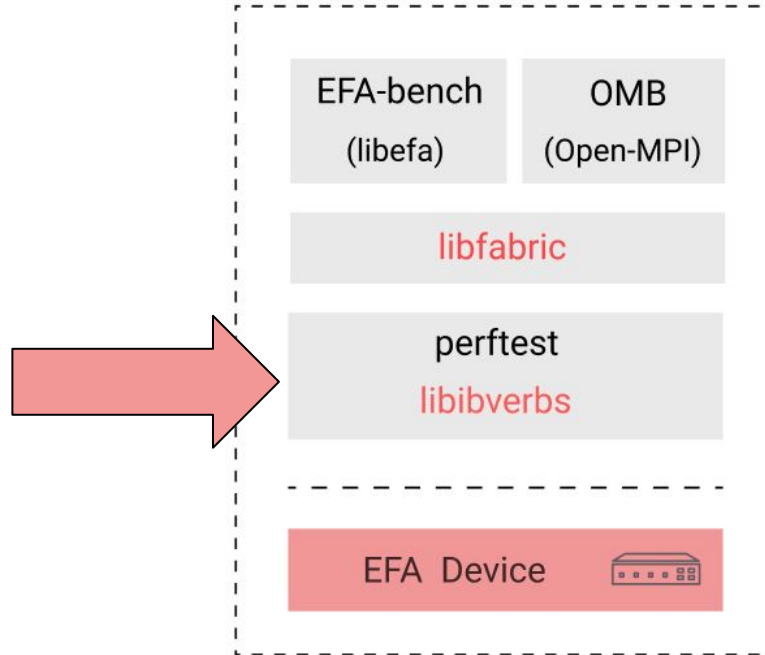 EFA-bench
(libefa)
OMB
(Open-MPI)
libfabric
perftest
libibverbs
EFA Device